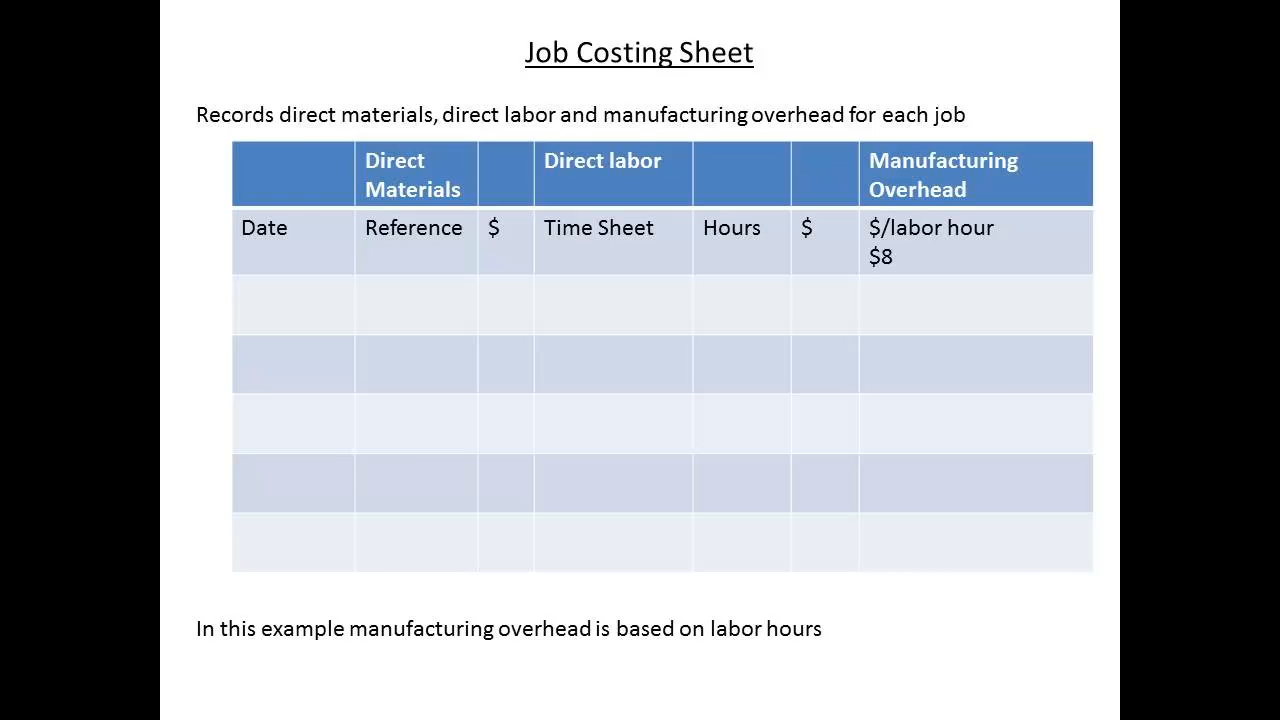 Job Costing Sheet
Records direct materials, direct labor and manufacturing overhead for each job
Direct Materials Direct labor Manufacturing Overhead
Date Reference $ Time Sheet Hours $ $/labor hour
$8
In this example manufacturing overhead is based on labor hours